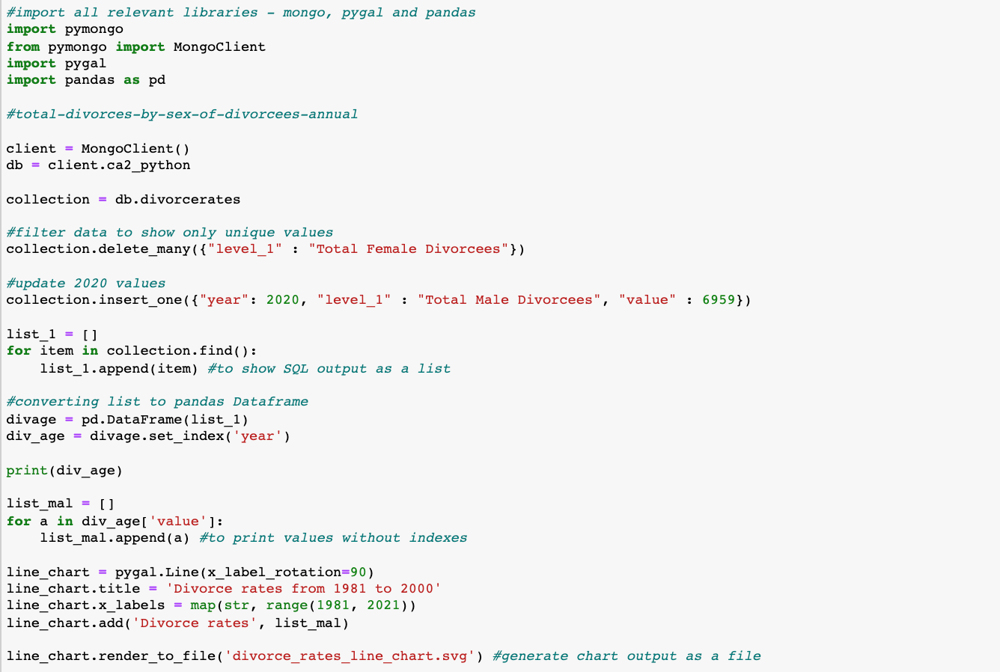 #import all relevant libraries - mongo, pygal and pandas
import pymongo
from pymongo import MongoClient
import pygal
import pandas as pd

#total-divorces-by-sex-of-divorcees-annual

client = MongoClient()
db = client.ca2_python

collection = db.divorcerates

#filter data to show only unique values
collection.delete_many({"level_1" : "Total Female Divorcees"})

#update 2020 values
collection.insert_one({"year": 2020, "level_1" : "Total Male Divorcees", "value" : 6959})

list_1 = []
for item in collection.find():
    list_1.append(item) #to show SQL output as a list

#converting list to pandas Dataframe
divage = pd.DataFrame(list_1)
div_age = divage.set_index('year')

print(div_age)

list_mal = []
for a in div_age['value']:
    list_mal.append(a) #to print values without indexes

line_chart = pygal.Line(x_label_rotation=90)
line_chart.title = 'Divorce rates from 1981 to 2000'
line_chart.x_labels = map(str, range(1981, 2021))
line_chart.add('Divorce rates', list_mal)

line_chart.render_to_file('divorce_rates_line_chart.svg') #generate chart output as a file